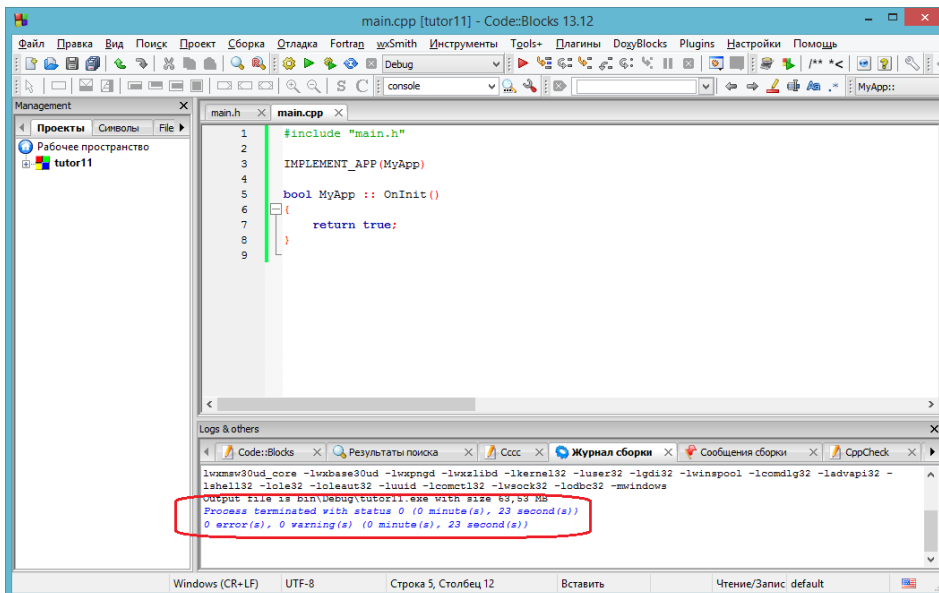 main.cpp [tutor11] - Code::Blocks 13.12
Файл Правка Вид Поиск Проект Сборка Отладка Fortran wxSmith Инструменты Tools+ Плагины DoxyBlocks Plugins Настройки Помощь
Debug /** *<
S C console MyApp::
Management
main.h main.cpp
Проекты Символы File
Рабочее пространство
tutor11
1 #include "main.h"
2
3 IMPLEMENT_APP(MyApp)
4
5 bool MyApp :: OnInit()
6 {
7 return true;
8 }
9
Logs & others
Code::Blocks Результаты поиска Cccc Журнал сборки Сообщения сборки CppCheck
lwxmsw30ud_core -lwxbase30ud -lwxpngd -lwxzlibd -lkernel32 -luser32 -lgdi32 -lwinspool -lcomdlg32 -ladvapi32 -
lshell32 -lole32 -loleaut32 -luuid -lcomctl32 -lwsock32 -lodbc32 -mwindows
Output file is bin\Debug\tutor11.exe with size 63,53 MB
Process terminated with status 0 (0 minute(s), 23 second(s))
0 error(s), 0 warning(s) (0 minute(s), 23 second(s))
Windows (CR+LF) UTF-8 Строка 5, Столбец 12 Вставить Чтение/Запис default